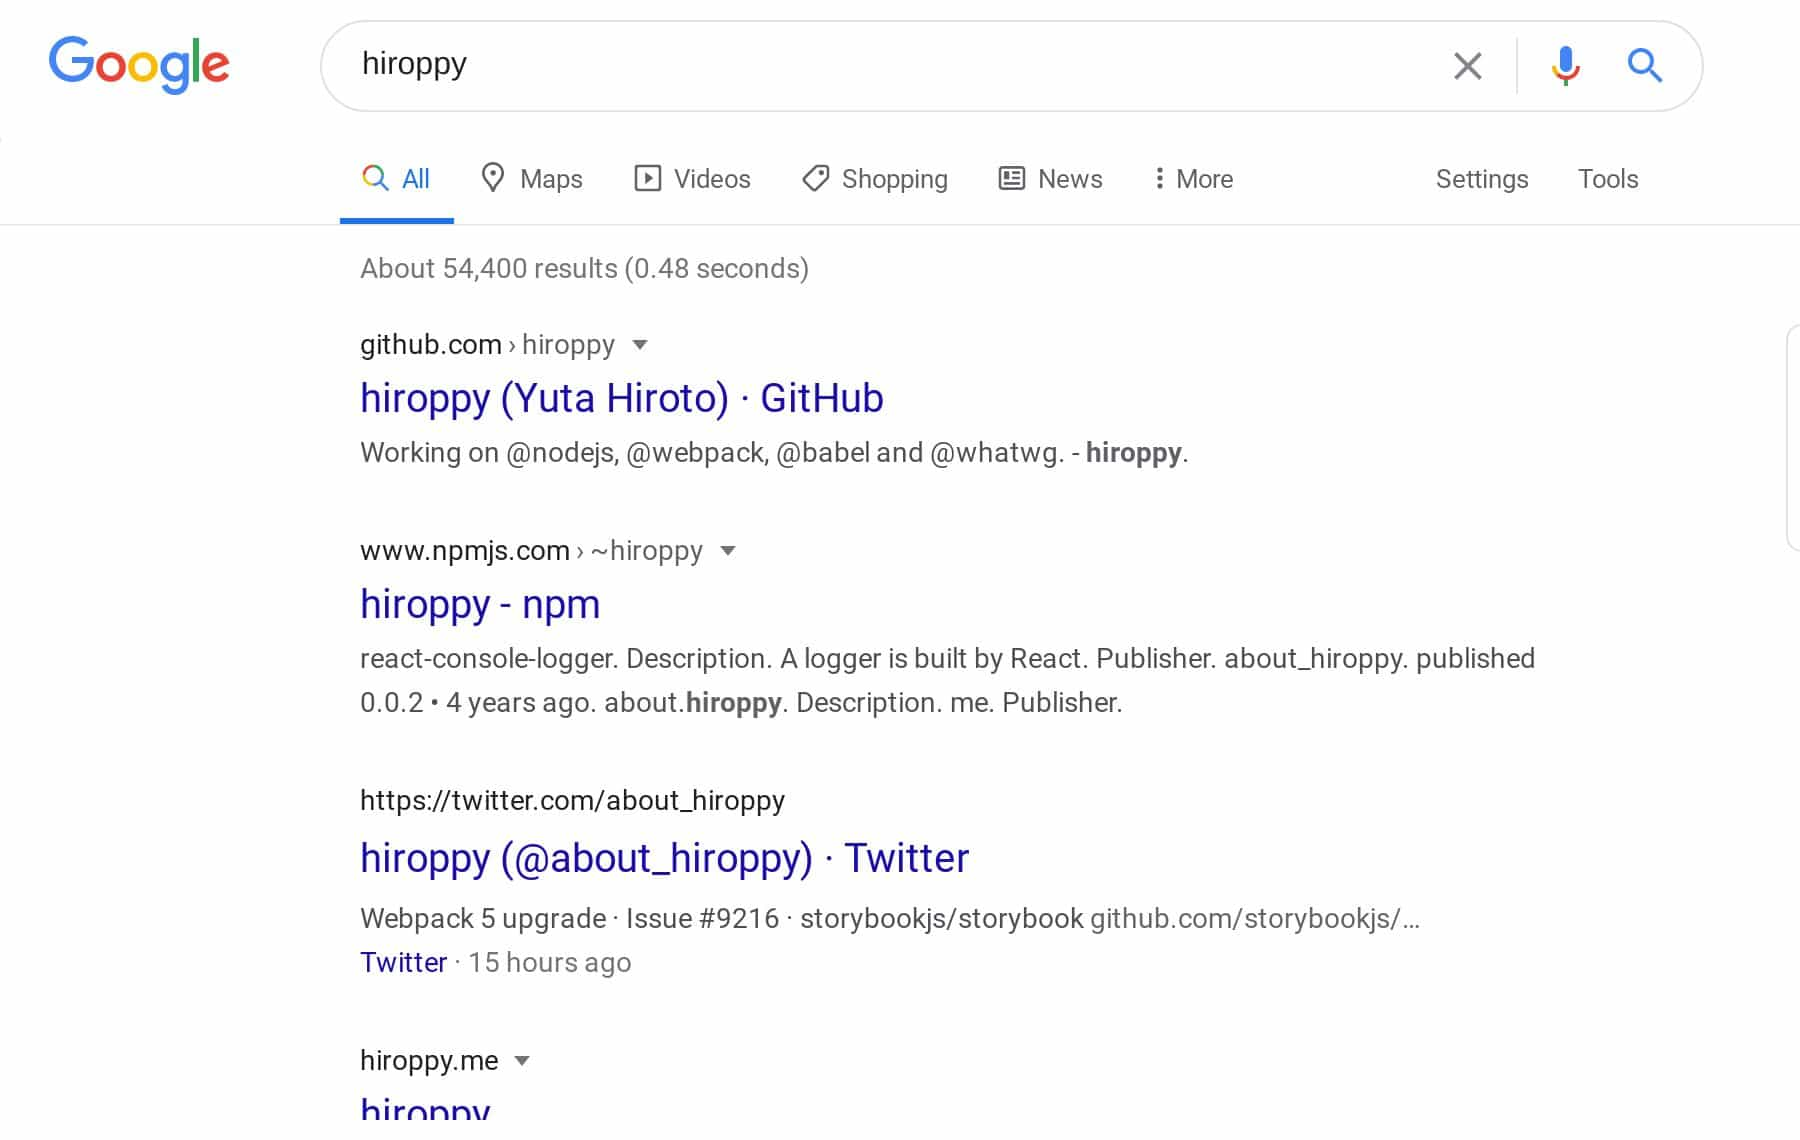 Google hiroppy
All Maps Videos Shopping News More Settings Tools
About 54,400 results (0.48 seconds)
github.com › hiroppy
hiroppy (Yuta Hiroto) · GitHub
Working on @nodejs, @webpack, @babel and @whatwg. - hiroppy.
www.npmjs.com › ~hiroppy
hiroppy - npm
react-console-logger. Description. A logger is built by React. Publisher. about_hiroppy. published
0.0.2 • 4 years ago. about.hiroppy. Description. me. Publisher.
https://twitter.com/about_hiroppy
hiroppy (@about_hiroppy) · Twitter
Webpack 5 upgrade · Issue #9216 · storybookjs/storybook github.com/storybookjs/…
Twitter · 15 hours ago
hiroppy.me
hiroppy